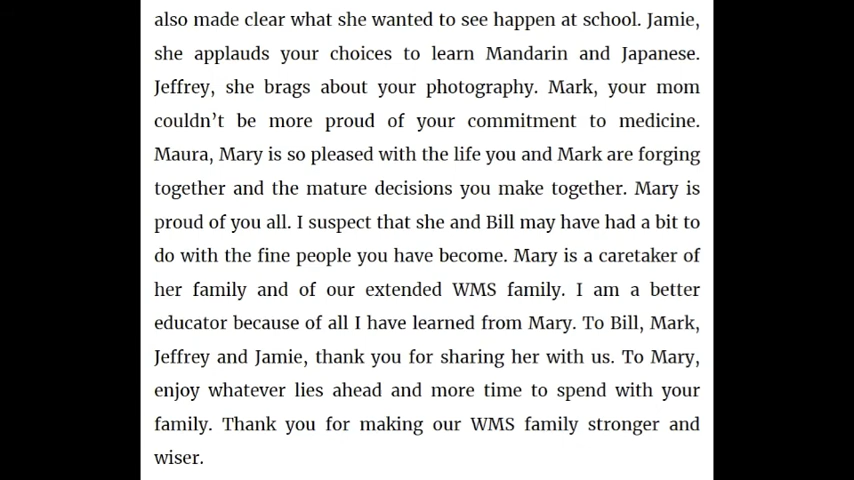 also made clear what she wanted to see happen at school. Jamie,
she applauds your choices to learn Mandarin and Japanese.
Jeffrey, she brags about your photography. Mark, your mom
couldn’t be more proud of your commitment to medicine.
Maura, Mary is so pleased with the life you and Mark are forging
together and the mature decisions you make together. Mary is
proud of you all. I suspect that she and Bill may have had a bit to
do with the fine people you have become. Mary is a caretaker of
her family and of our extended WMS family. I am a better
educator because of all I have learned from Mary. To Bill, Mark,
Jeffrey and Jamie, thank you for sharing her with us. To Mary,
enjoy whatever lies ahead and more time to spend with your
family. Thank you for making our WMS family stronger and
wiser.